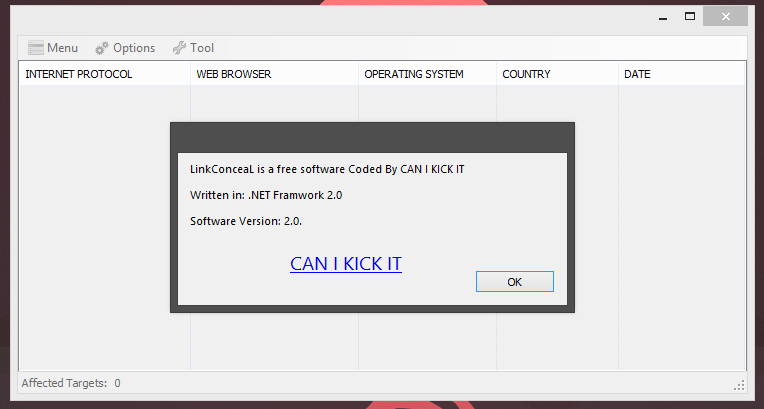 Menu Options Tool
INTERNET PROTOCOL WEB BROWSER OPERATING SYSTEM COUNTRY DATE
LinkConceaL is a free software Coded By CAN I KICK IT
Written in: .NET Framwork 2.0
Software Version: 2.0.
CAN I KICK IT
OK
Affected Targets: 0